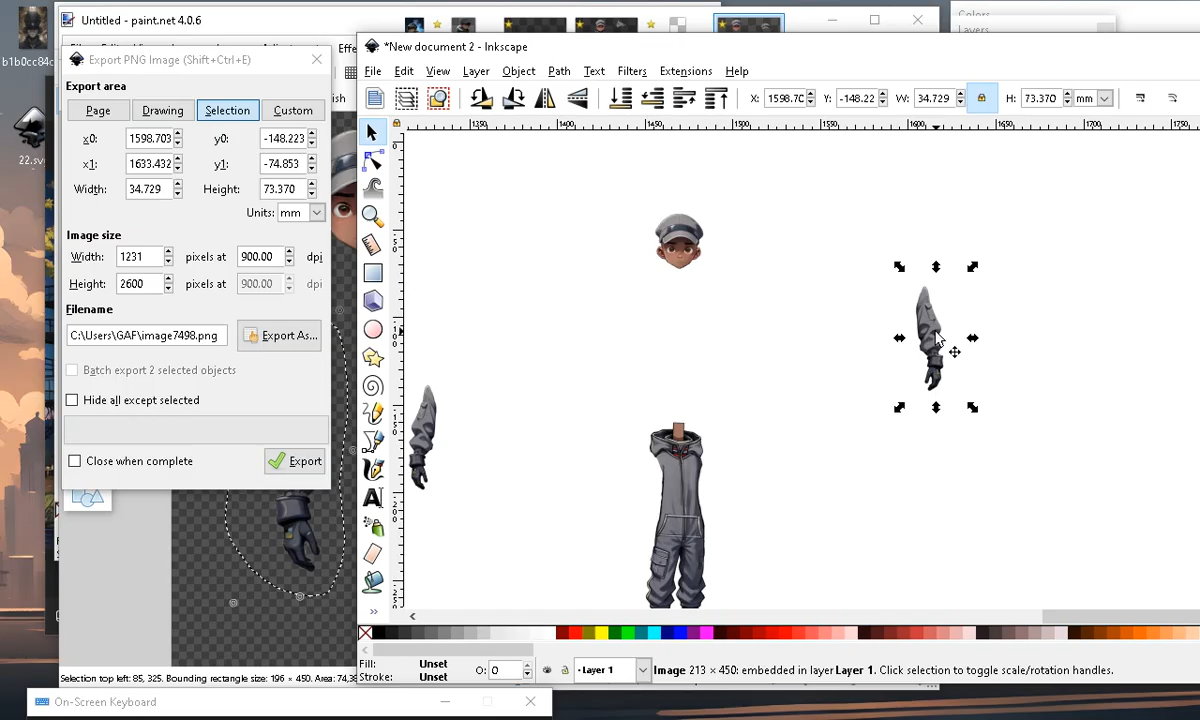 Untitled - paint.net 4.0.6
Colors
Layers
b1b0cc84c
Export PNG Image (Shift+Ctrl+E)
Effe
*New document 2 - Inkscape
File Edit View Layer Object Path Text Filters Extensions Help
Export area
Page Drawing Selection Custom
ish
X: 1598.7C Y: -148.22 W: 34.729 H: 73.370 mm
x0: 1598.703 y0: -148.223
x1: 1633.432 y1: -74.853
Width: 34.729 Height: 73.370
Units: mm
22.sv
1350 1400 1450 1500 1550 1600 1650 1700 1750
Image size
Width: 1231 pixels at 900.00 dpi
Height: 2600 pixels at 900.00 dpi
Filename
C:\Users\GAF\image7498.png Export As...
Batch export 2 selected objects
Hide all except selected
Close when complete Export
Fill: Unset
Stroke: Unset
O: 0
Layer 1
Image 213 × 450: embedded in layer Layer 1. Click selection to toggle scale/rotation handles.
Selection top left: 85, 325. Bounding rectangle size: 196 × 450. Area: 74,3
On-Screen Keyboard